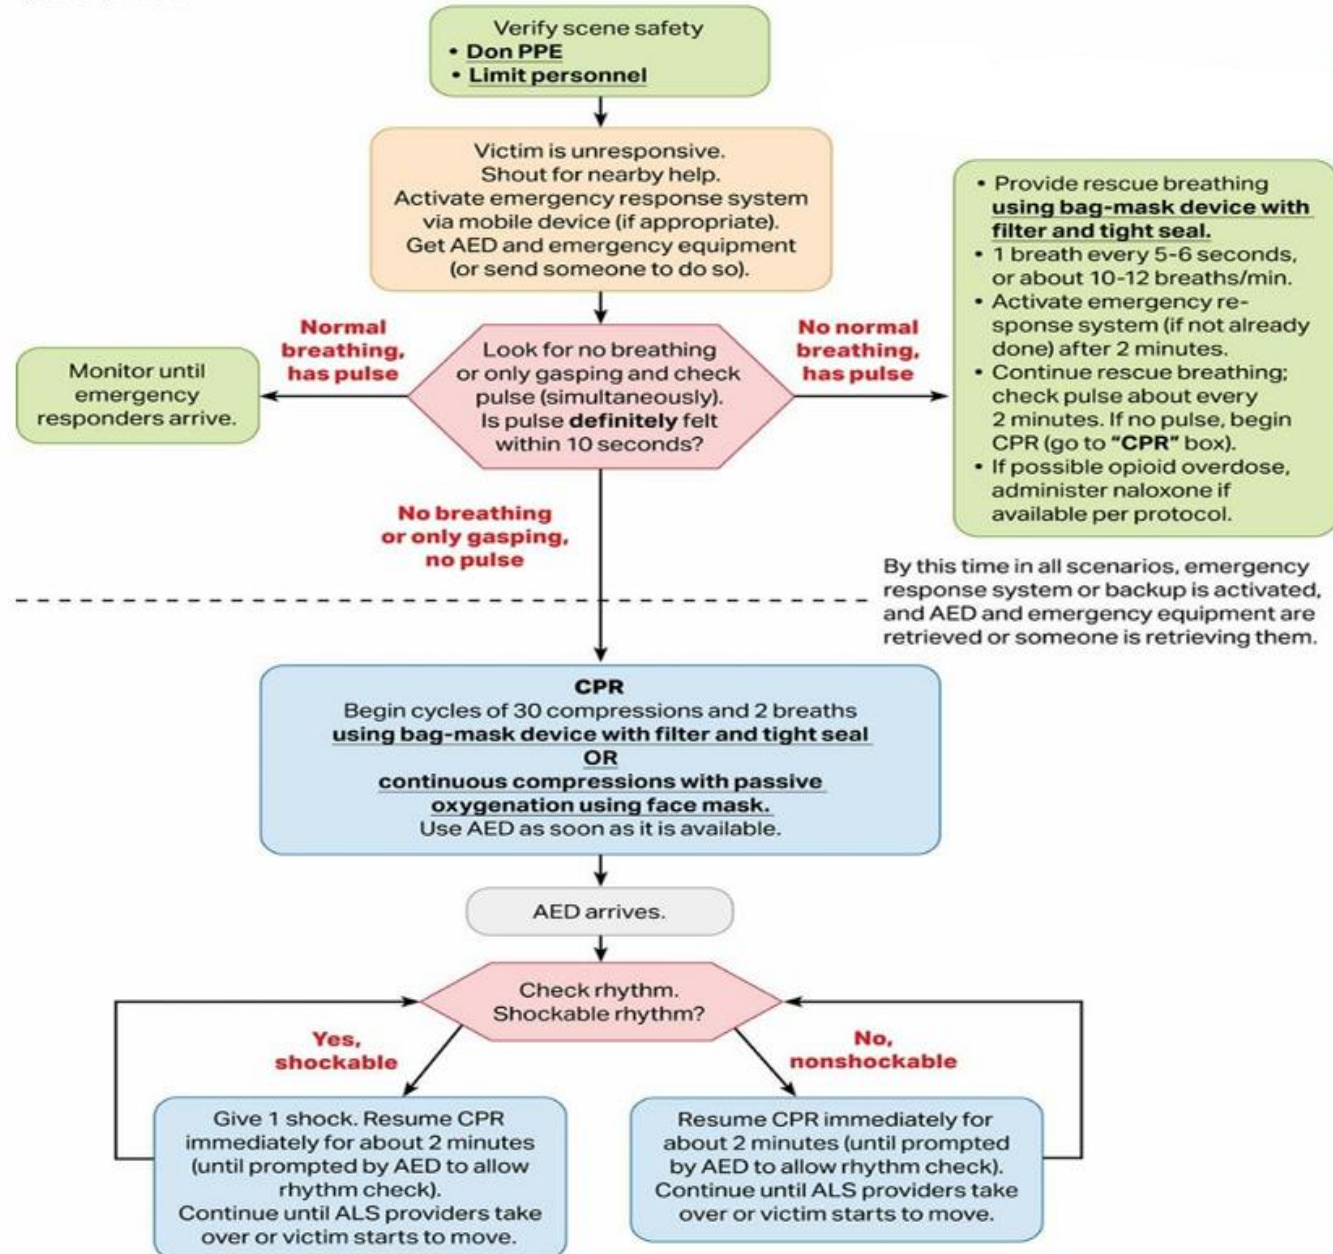 Verify scene safety
• Don PPE
• Limit personnel
Victim is unresponsive.
Shout for nearby help.
Activate emergency response system
via mobile device (if appropriate).
Get AED and emergency equipment
(or send someone to do so).
Normal
breathing,
has pulse
Look for no breathing
or only gasping and check
pulse (simultaneously).
Is pulse definitely felt
within 10 seconds?
No normal
breathing,
has pulse
Monitor until
emergency
responders arrive.
• Provide rescue breathing
using bag-mask device with
filter and tight seal.
• 1 breath every 5-6 seconds,
or about 10-12 breaths/min.
• Activate emergency re-
sponse system (if not already
done) after 2 minutes.
• Continue rescue breathing;
check pulse about every
2 minutes. If no pulse, begin
CPR (go to "CPR" box).
• If possible opioid overdose,
administer naloxone if
available per protocol.
No breathing
or only gasping,
no pulse
By this time in all scenarios, emergency
response system or backup is activated,
and AED and emergency equipment are
retrieved or someone is retrieving them.
CPR
Begin cycles of 30 compressions and 2 breaths
using bag-mask device with filter and tight seal
OR
continuous compressions with passive
oxygenation using face mask.
Use AED as soon as it is available.
AED arrives.
Check rhythm.
Shockable rhythm?
Yes,
shockable
No,
nonshockable
Give 1 shock. Resume CPR
immediately for about 2 minutes
(until prompted by AED to allow
rhythm check).
Continue until ALS providers take
over or victim starts to move.
Resume CPR immediately for
about 2 minutes (until prompted
by AED to allow rhythm check).
Continue until ALS providers take
over or victim starts to move.